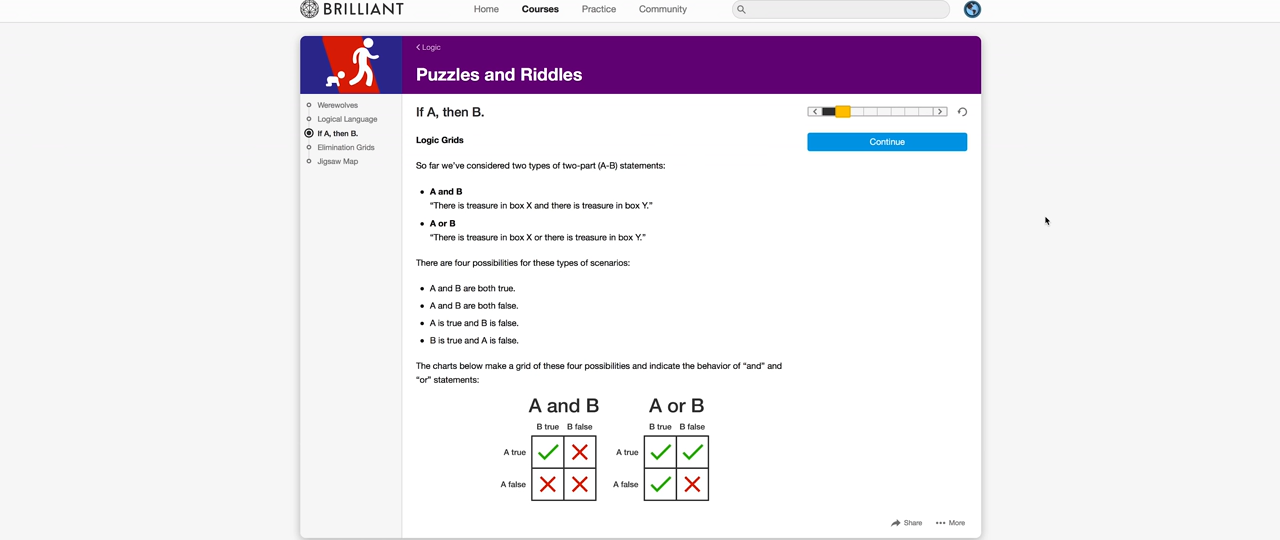 BRILLIANT
Home Courses Practice Community
Logic
Puzzles and Riddles
Werewolves
Logical Language
If A, then B.
Elimination Grids
Jigsaw Map
If A, then B.
Continue
Logic Grids
So far we've considered two types of two-part (A-B) statements:
• A and B
“There is treasure in box X and there is treasure in box Y.”
• A or B
“There is treasure in box X or there is treasure in box Y.”
There are four possibilities for these types of scenarios:
• A and B are both true.
• A and B are both false.
• A is true and B is false.
• B is true and A is false.
The charts below make a grid of these four possibilities and indicate the behavior of “and” and
“or” statements:
A and B
B true B false
A true
A false
A or B
B true B false
A true
A false
Share
More